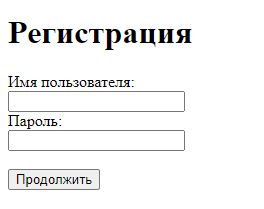 Регистрация
Имя пользователя:
Пароль:
Продолжить